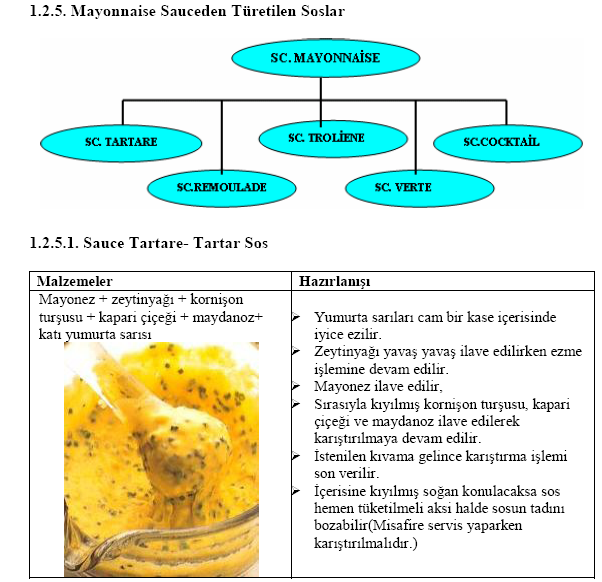 1.2.5. Mayonnaise Sauceden Türetilen Soslar
SC. MAYONNAİSE
SC. TARTARE
SC. TROLİENE
SC.COCKTAİL
SC.REMOULADE
SC. VERTE
1.2.5.1. Sauce Tartare- Tartar Sos
Malzemeler
Mayonez + zeytinyağı + kornişon
turşusu + kapari çiçeği + maydanoz+
katı yumurta sarısı
Hazırlanışı
Yumurta sarıları cam bir kase içerisinde
iyice ezilir.
Zeytinyağı yavaş yavaş ilave edilirken ezme
işlemine devam edilir.
Mayonez ilave edilir,
Sırasıyla kıyılmış kornişon turşusu, kapari
çiçeği ve maydanoz ilave edilerek
karıştırılmaya devam edilir.
İstenilen kıvama gelince karıştırma işlemi
son verilir.
İçerisine kıyılmış soğan konulacaksa sos
hemen tüketilmeli aksi halde sosun tadını
bozabilir(Misafire servis yaparken
karıştırılmalıdır.)